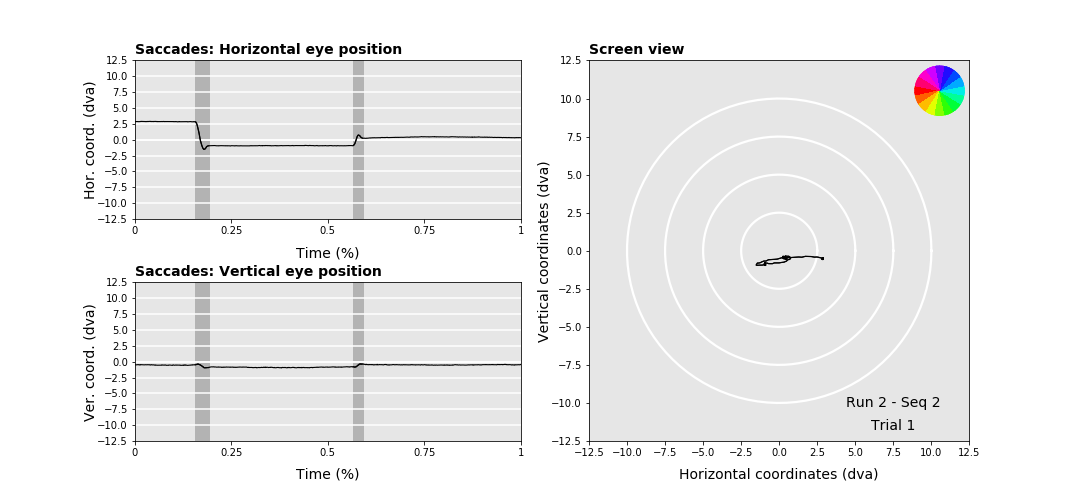 Saccades: Horizontal eye position
Hor. coord. (dva)
12.5
10.0
7.5
5.0
2.5
0.0
−2.5
−5.0
−7.5
−10.0
−12.5
0 0.25 0.5 0.75 1
Time (%)
Saccades: Vertical eye position
Ver. coord. (dva)
12.5
10.0
7.5
5.0
2.5
0.0
−2.5
−5.0
−7.5
−10.0
−12.5
0 0.25 0.5 0.75 1
Time (%)
Screen view
Vertical coordinates (dva)
12.5
10.0
7.5
5.0
2.5
0.0
−2.5
−5.0
−7.5
−10.0
−12.5
Run 2 - Seq 2
Trial 1
−12.5 −10.0 −7.5 −5.0 −2.5 0.0 2.5 5.0 7.5 10.0 12.5
Horizontal coordinates (dva)